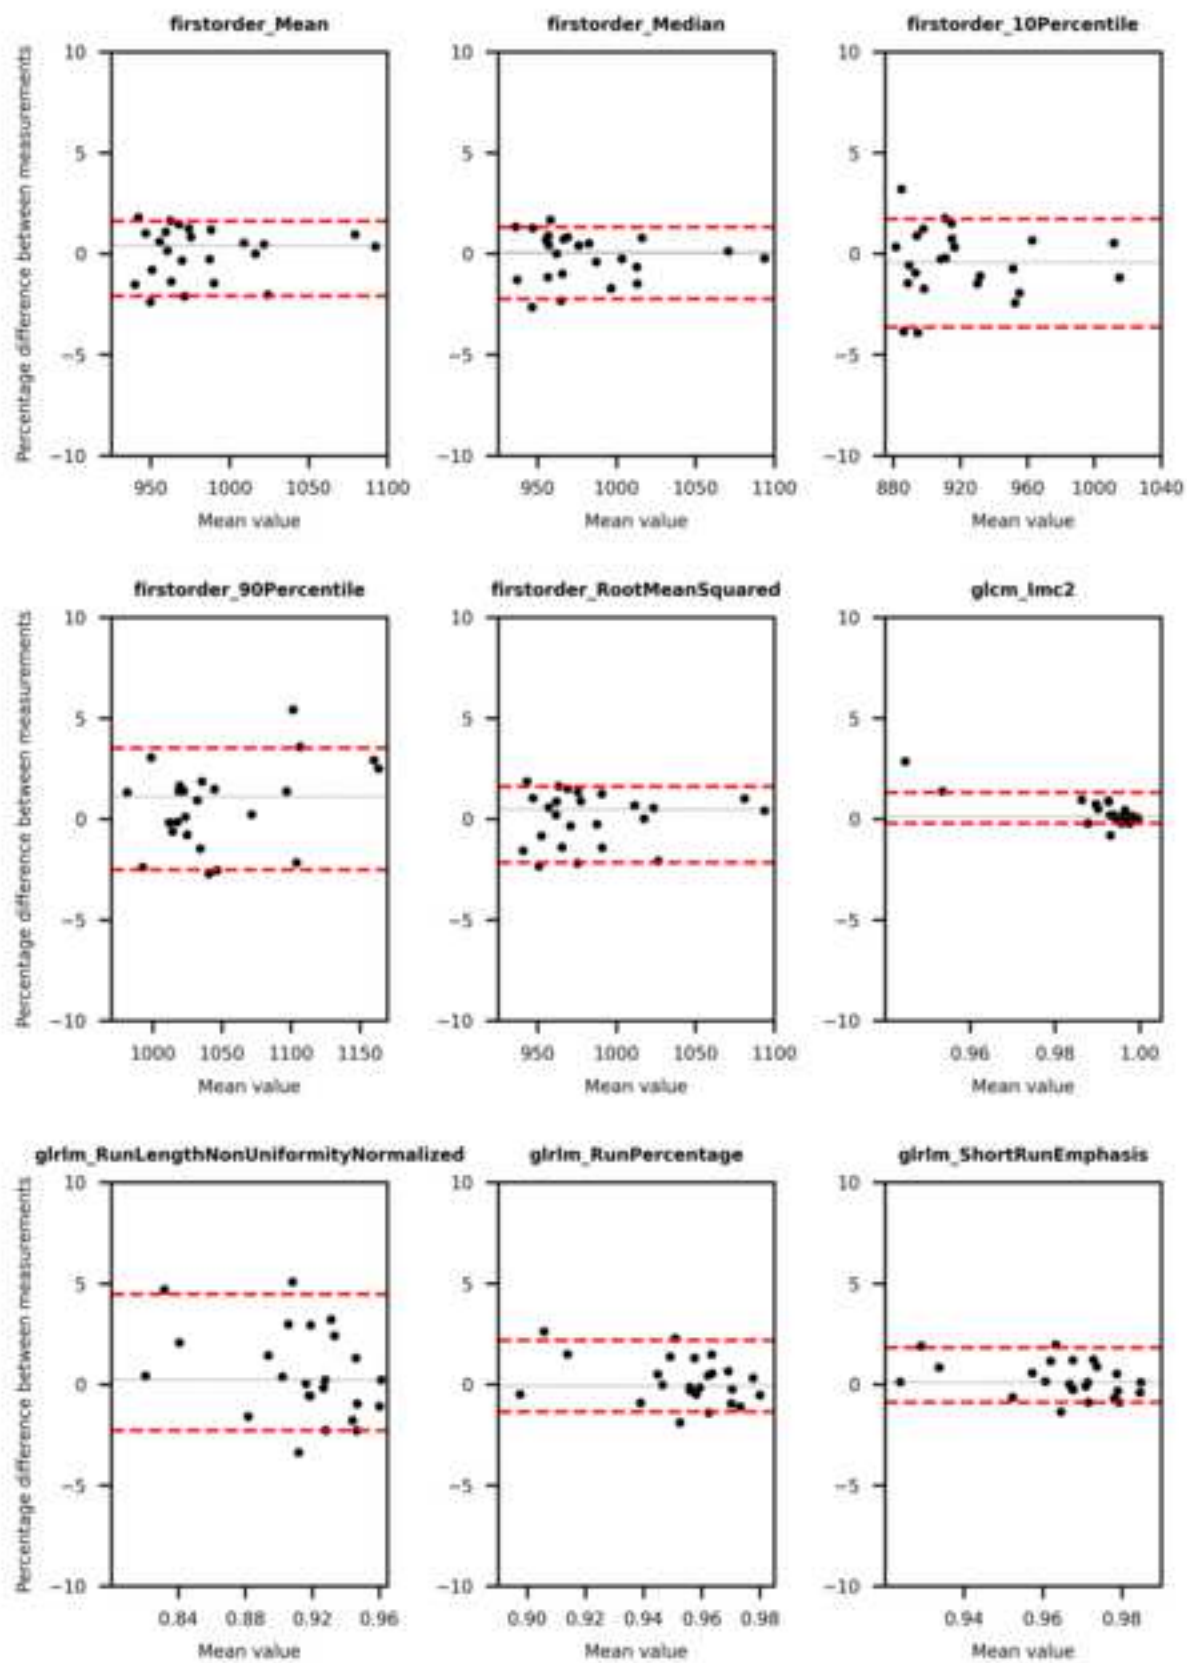 firstorder_Mean firstorder_Median firstorder_10Percentile
Percentage difference between measurements
10 10 10
5 5 5
0 0 0
−5 −5 −5
−10 −10 −10
950 1000 1050 1100 950 1000 1050 1100 880 920 960 1000 1040
Mean value Mean value Mean value
firstorder_90Percentile firstorder_RootMeanSquared glcm_Imc2
Percentage difference between measurements
10 10 10
5 5 5
0 0 0
−5 −5 −5
−10 −10 −10
1000 1050 1100 1150 950 1000 1050 1100 0.96 0.98 1.00
Mean value Mean value Mean value
glrlm_RunLengthNonUniformityNormalized glrlm_RunPercentage glrlm_ShortRunEmphasis
Percentage difference between measurements
10 10 10
5 5 5
0 0 0
−5 −5 −5
−10 −10 −10
0.84 0.88 0.92 0.96 0.90 0.92 0.94 0.96 0.98 0.94 0.96 0.98
Mean value Mean value Mean value